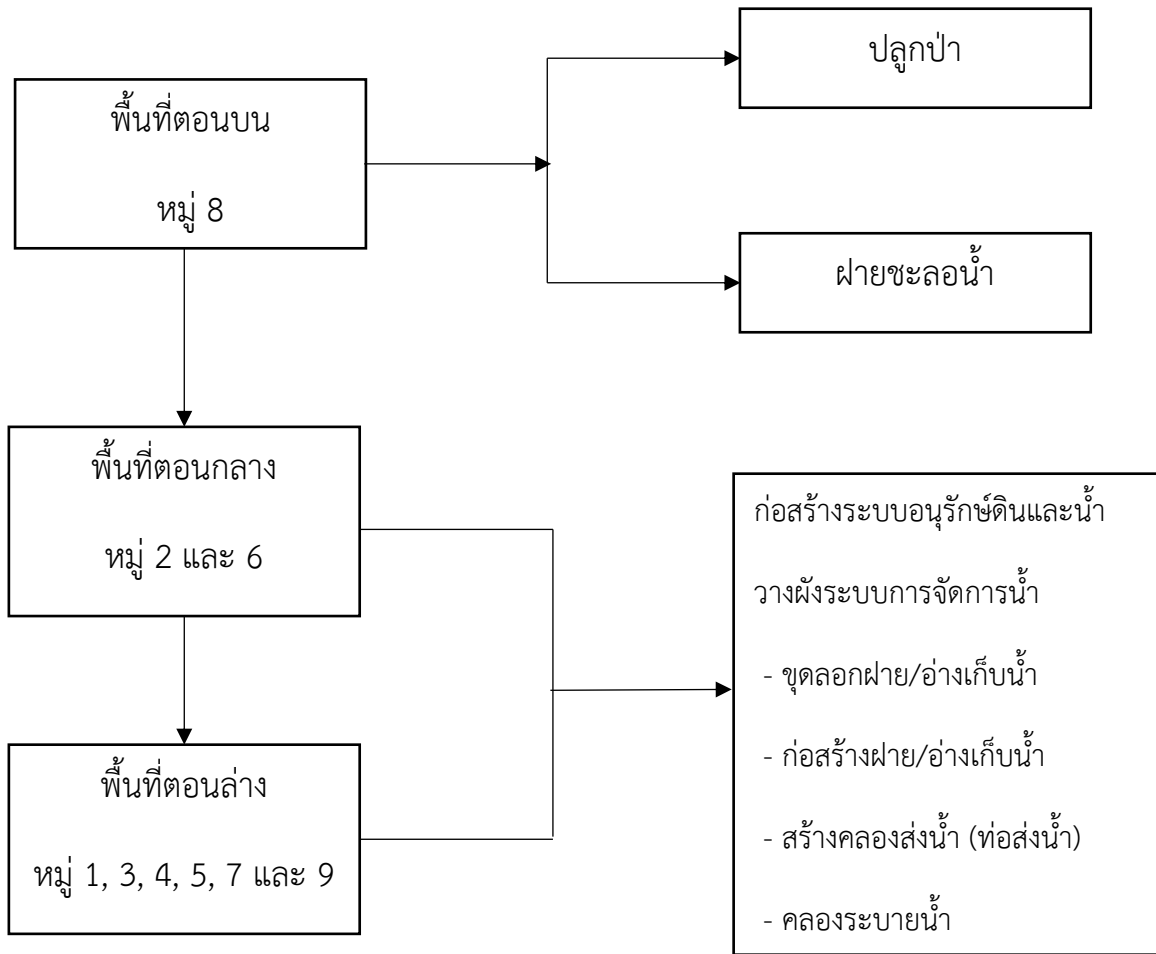 ปลูกป่า
พื้นที่ตอนบน
หมู่ 8
ฝายชะลอน้ำ
พื้นที่ตอนกลาง
หมู่ 2 และ 6
ก่อสร้างระบบอนุรักษ์ดินและน้ำ
วางผังระบบการจัดการน้ำ
- ขุดลอกฝาย/อ่างเก็บน้ำ
- ก่อสร้างฝาย/อ่างเก็บน้ำ
- สร้างคลองส่งน้ำ (ท่อส่งน้ำ)
- คลองระบายน้ำ
พื้นที่ตอนล่าง
หมู่ 1, 3, 4, 5, 7 และ 9